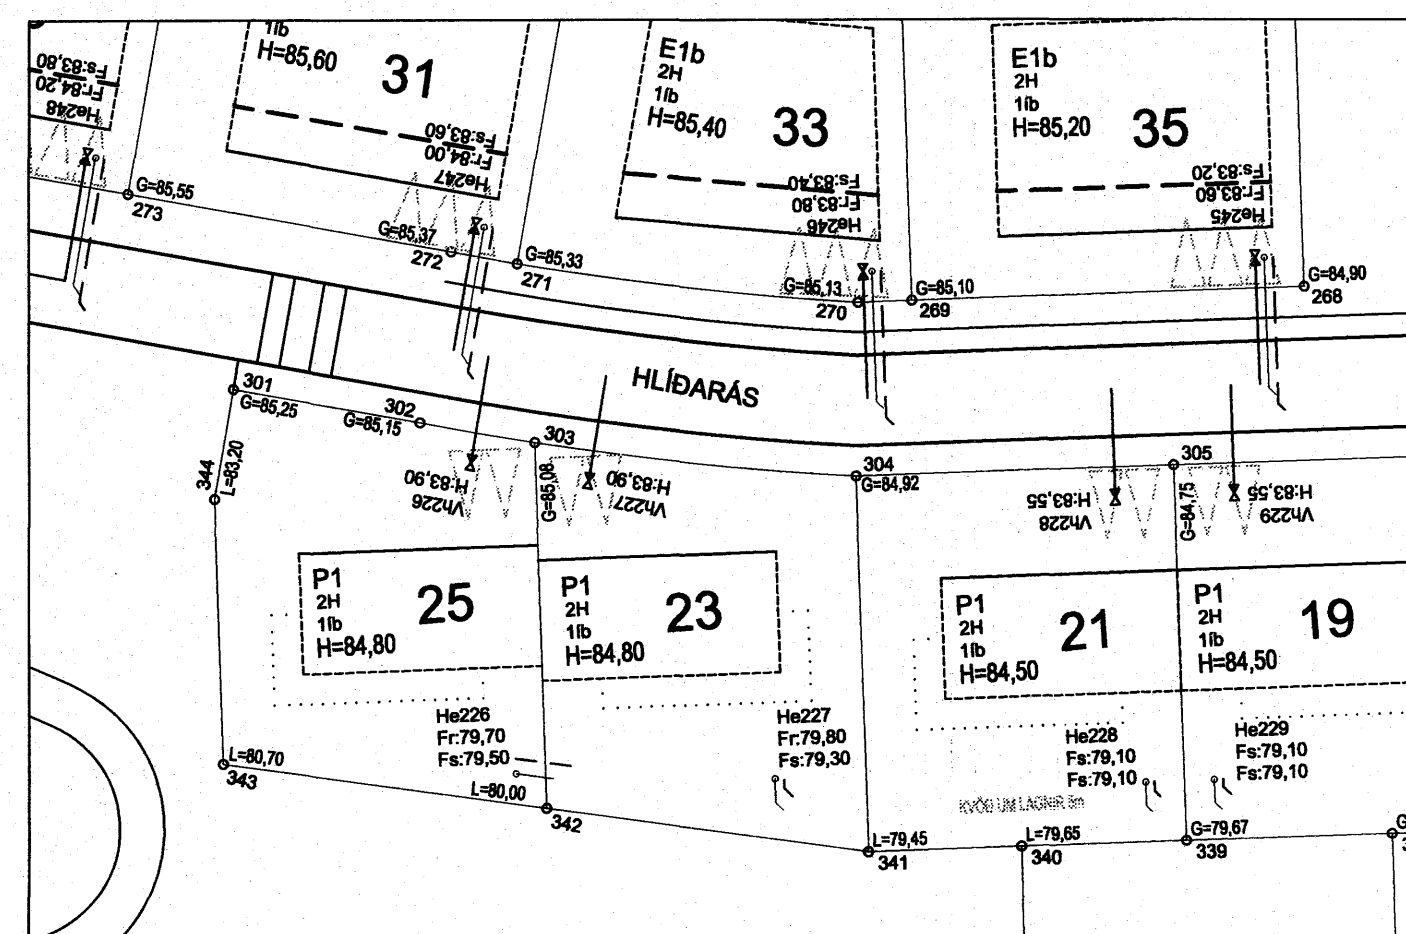 1íb
H=85,60
31
Fs:83,80
Fr:84,20
He248
Fs:83,60
Fr:84,00
He247
E1b
2H
1íb
H=85,40
33
Fs:83,40
Fr:83,80
He246
E1b
2H
1íb
H=85,20
35
Fs:83,20
Fr:83,60
He245
G=85,55
273
G=85,37
272
G=85,33
271
G=85,13
270
G=85,10
269
G=84,90
268
HLÍÐARÁS
301
G=85,25
302
G=85,15
303
G=85,08
304
G=84,92
305
G=84,75
344
L=83,20
H:83,90
Vh226
H:83,90
Vh227
H:83,55
Vh228
H:83,55
Vh229
P1
2H
1íb
H=84,80
25
P1
2H
1íb
H=84,80
23
P1
2H
1íb
H=84,50
21
P1
2H
1íb
H=84,50
19
He226
Fr:79,70
Fs:79,50
He227
Fr:79,80
Fs:79,30
He228
Fs:79,10
Fs:79,10
He229
Fs:79,10
Fs:79,10
KVÖÐ UM LAGNIR 5m
L=80,70
343
L=80,00
342
L=79,45
341
L=79,65
340
G=79,67
339
G